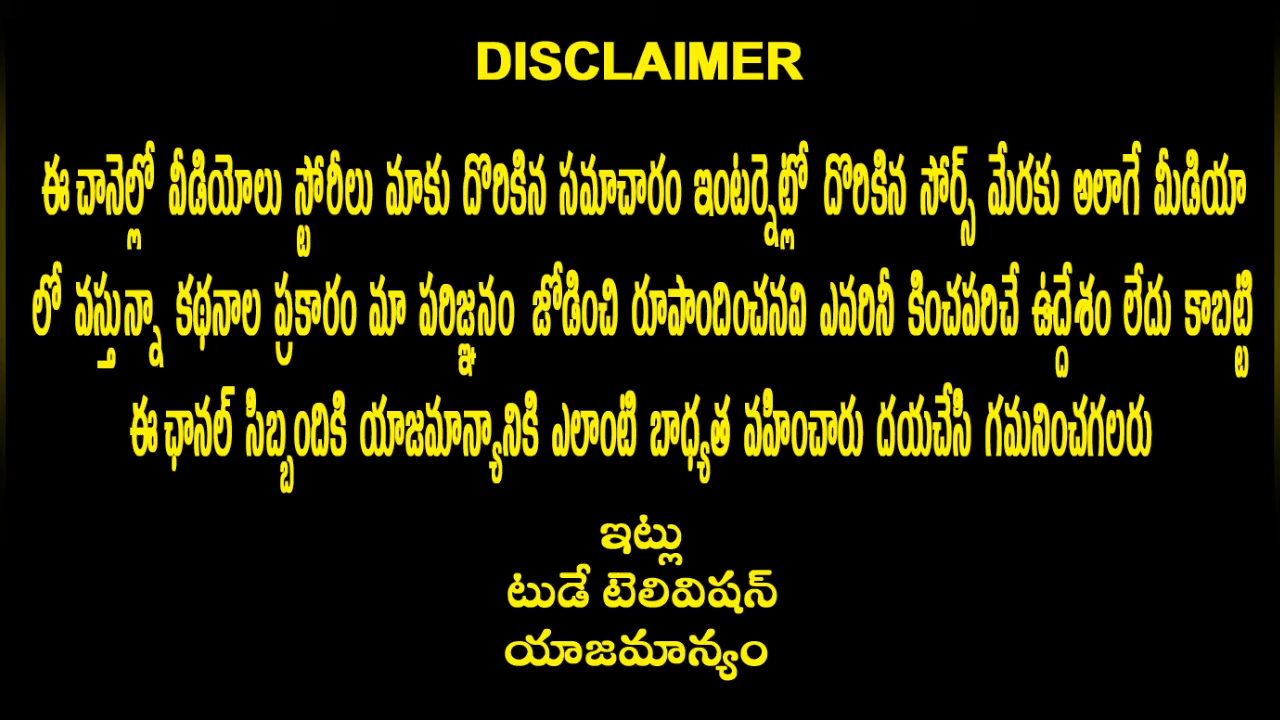 DISCLAIMER
ఈ చానెల్లో వీడియోలు స్టోరీలు మాకు దొరికిన సమాచారం ఇంటర్నెట్లో దొరికిన సోర్స్ మేరకు అలాగే మీడియా
లో వస్తున్నా కథనాల ప్రకారం మా పరిజ్ఞనం జోడించి రూపొందించనవి ఎవరినీ కించపరిచే ఉద్దేశం లేదు కాబట్టి
ఈ ఛానల్ సిబ్బందికి యాజమాన్యానికి ఎలాంటి బాధ్యత వహించారు దయచేసి గమనించగలరు
ఇట్లు
టుడే టెలివిషన్
యాజమాన్యం